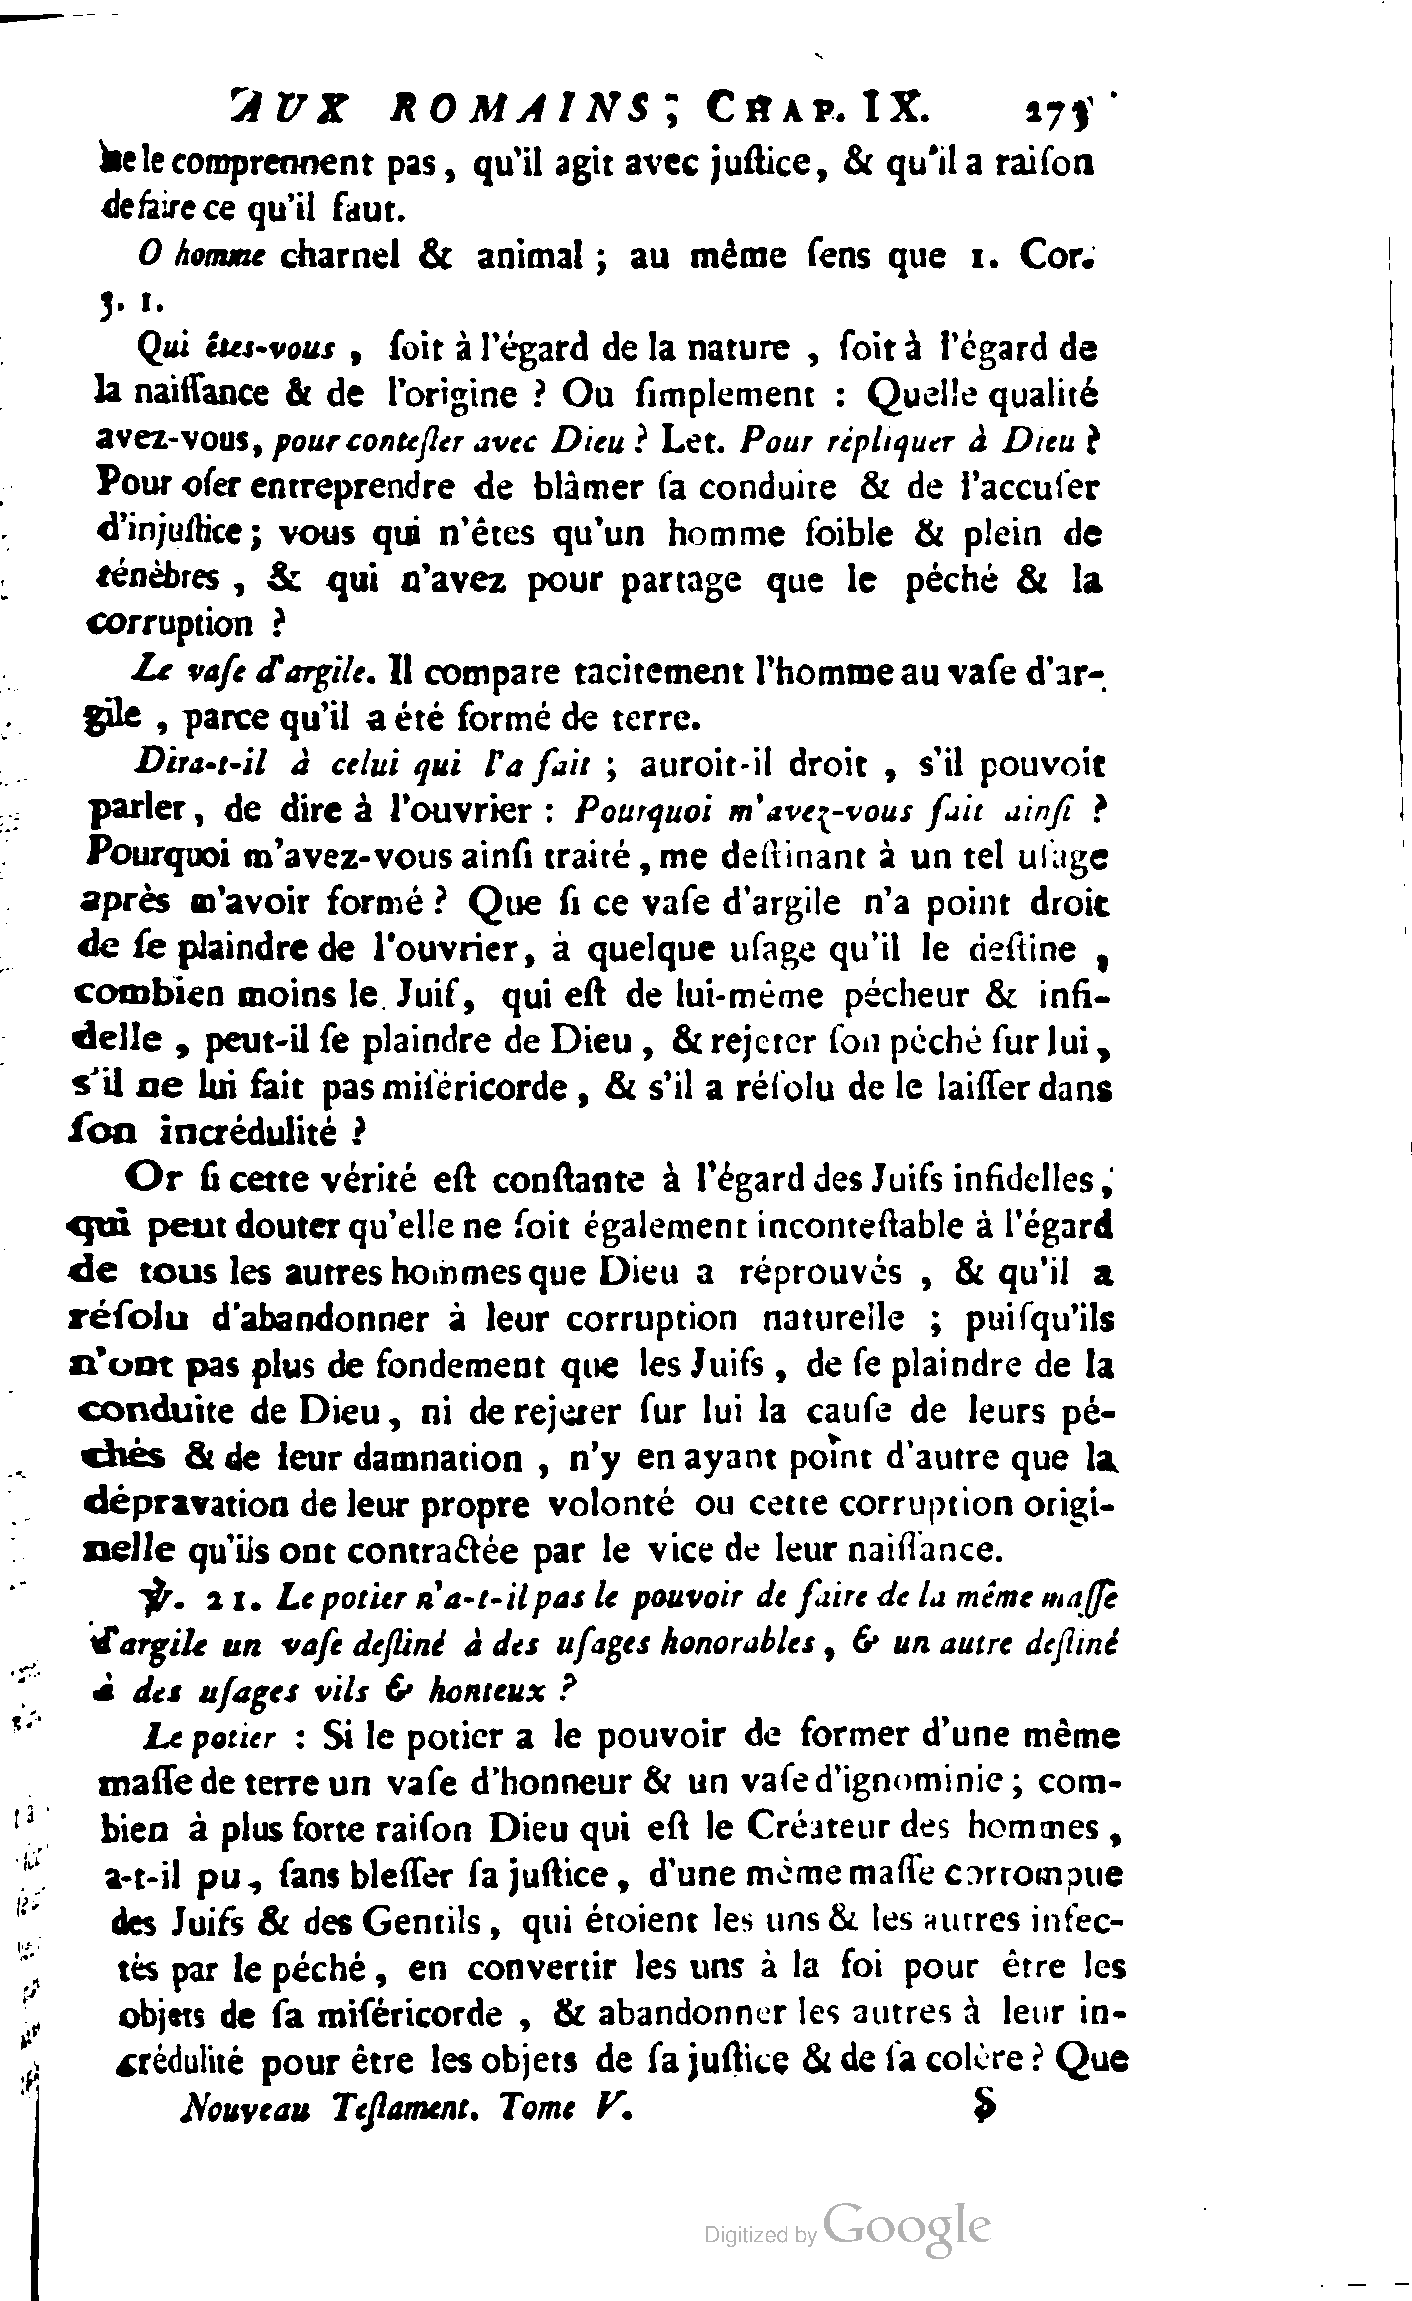 AUX ROMAINS, CHAP. IX. 273
ne le comprennent pas, qu'il agit avec juſtice, & qu'il a raiſon
de faire ce qu'il faut.
O homme charnel & animal ; au même ſens que 1. Cor.
3. 1.
Qui êtes-vous, ſoit à l'égard de la nature, ſoit à l'égard de
la naiſſance & de l'origine ? Ou ſimplement : Quelle qualité
avez-vous, pour conteſter avec Dieu ? Let. Pour répliquer à Dieu ?
Pour oſer entreprendre de blâmer ſa conduite & de l'accuſer
d'injuſtice ; vous qui n'êtes qu'un homme foible & plein de
ténèbres, & qui n'avez pour partage que le péché & la
corruption ?
Le vaſe d'argile. Il compare tacitement l'homme au vaſe d'ar-
gile, parce qu'il a été formé de terre.
Dira-t-il à celui qui l'a fait ; auroit-il droit, s'il pouvoit
parler, de dire à l'ouvrier : Pourquoi m'avez-vous fait ainſi ?
Pourquoi m'avez-vous ainſi traité, me deſtinant à un tel uſage
après m'avoir formé ? Que ſi ce vaſe d'argile n'a point droit
de ſe plaindre de l'ouvrier, à quelque uſage qu'il le deſtine,
combien moins le Juif, qui eſt de lui-même pécheur & infi-
delle, peut-il ſe plaindre de Dieu, & rejeter ſon péché ſur lui,
s'il ne lui fait pas miſéricorde, & s'il a réſolu de le laiſſer dans
ſon incrédulité ?
Or ſi cette vérité eſt conſtante à l'égard des Juifs infidelles,
qui peut douter qu'elle ne ſoit également inconteſtable à l'égard
de tous les autres hommes que Dieu a réprouvés, & qu'il a
réſolu d'abandonner à leur corruption naturelle ; puiſqu'ils
n'ont pas plus de fondement que les Juifs, de ſe plaindre de la
conduite de Dieu, ni de rejeter ſur lui la cauſe de leurs pé-
chés & de leur damnation, n'y en ayant point d'autre que la
dépravation de leur propre volonté ou cette corruption origi-
nelle qu'ils ont contractée par le vice de leur naiſſance.
℣. 21. Le potier n'a-t-il pas le pouvoir de faire de la même maſſe
d'argile un vaſe deſtiné à des uſages honorables, & un autre deſtiné
à des uſages vils & honteux ?
Le potier : Si le potier a le pouvoir de former d'une même
maſſe de terre un vaſe d'honneur & un vaſe d'ignominie ; com-
bien à plus forte raiſon Dieu qui eſt le Créateur des hommes,
a-t-il pu, ſans bleſſer ſa juſtice, d'une même maſſe corrompue
des Juifs & des Gentils, qui étoient les uns & les autres infec-
tés par le péché, en convertir les uns à la foi pour être les
objets de ſa miſéricorde, & abandonner les autres à leur in-
crédulité pour être les objets de ſa juſtice & de ſa colère ? Que
Nouveau Teſtament. Tome V. S
Digitized by Google